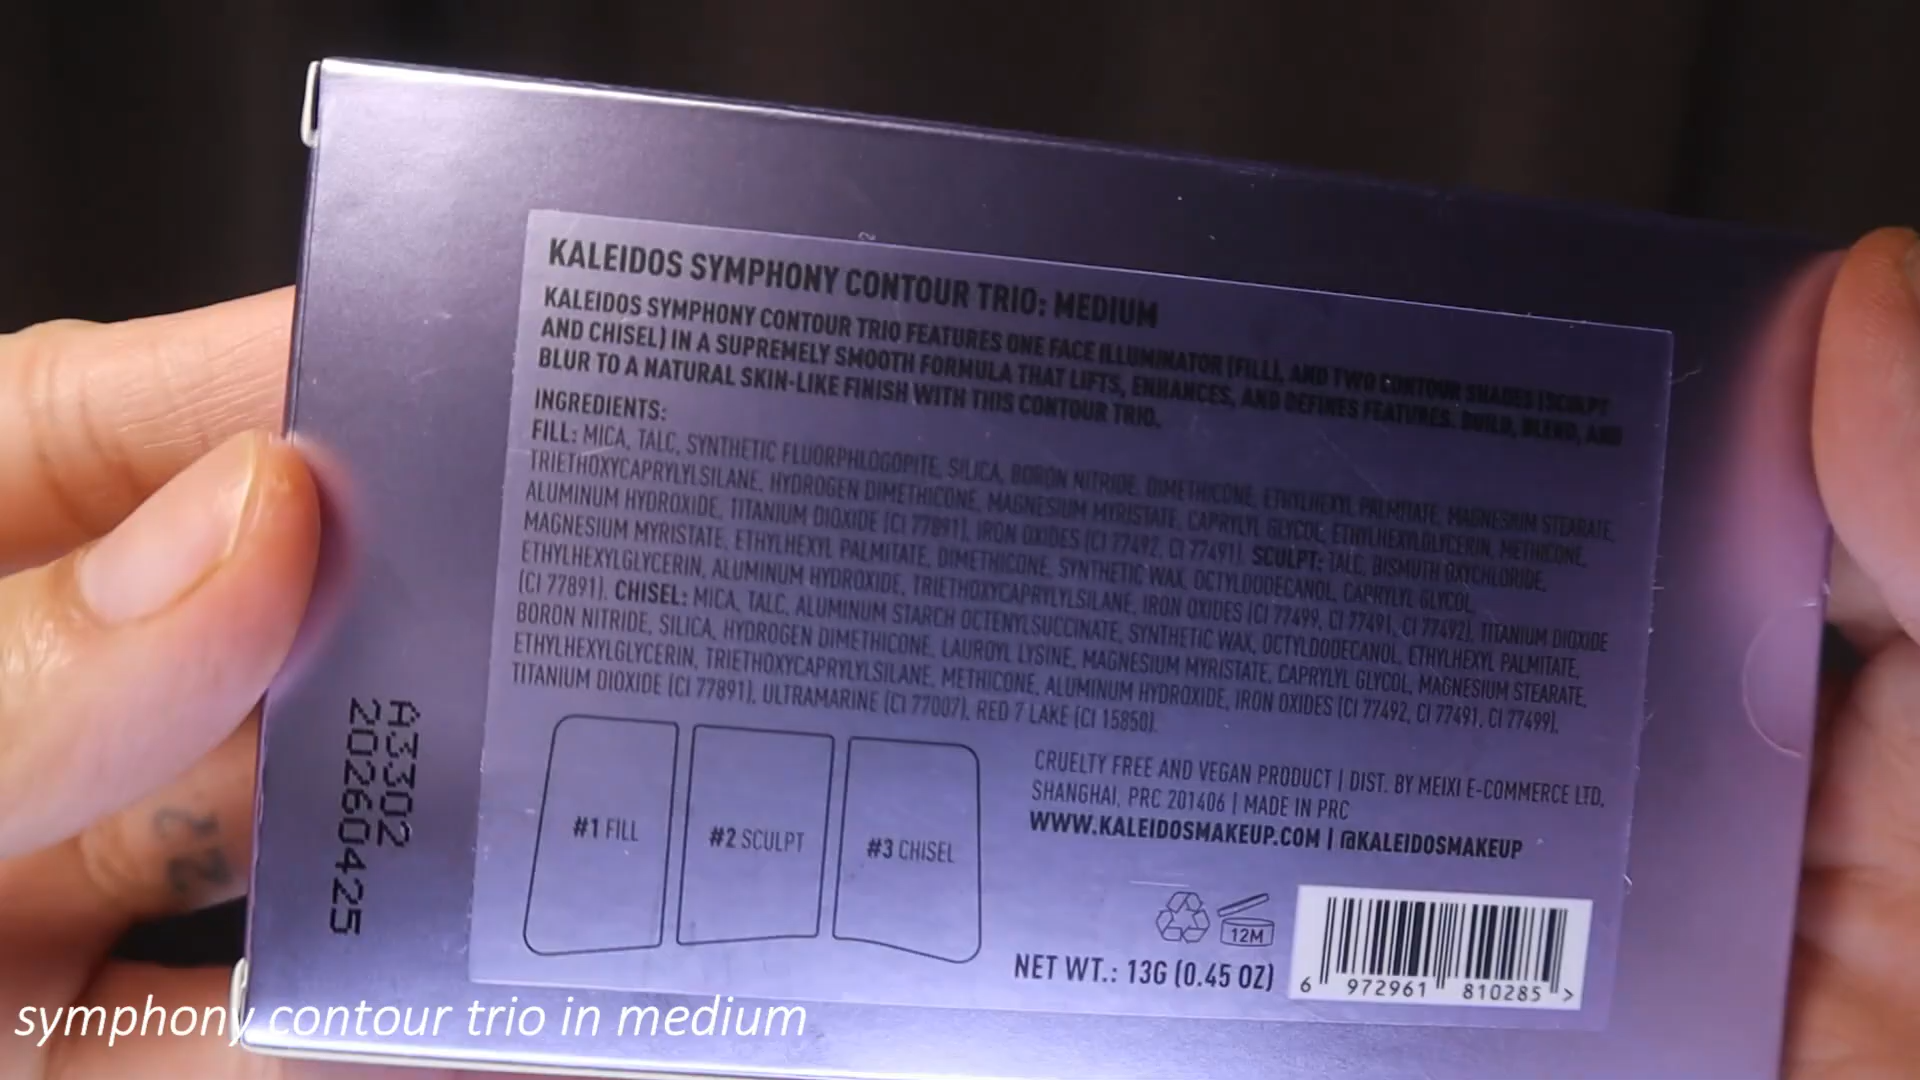 KALEIDOS SYMPHONY CONTOUR TRIO: MEDIUM
KALEIDOS SYMPHONY CONTOUR TRIO FEATURES ONE FACE ILLUMINATOR (FILL), AND TWO CONTOUR SHADES (SCULPT
AND CHISEL) IN A SUPREMELY SMOOTH FORMULA THAT LIFTS, ENHANCES, AND DEFINES FEATURES. BUILD, BLEND, AND
BLUR TO A NATURAL SKIN-LIKE FINISH WITH THIS CONTOUR TRIO.
INGREDIENTS:
FILL: MICA, TALC, SYNTHETIC FLUORPHLOGOPITE, SILICA, BORON NITRIDE, DIMETHICONE, ETHYLHEXYL PALMITATE, MAGNESIUM STEARATE,
TRIETHOXYCAPRYLYLSILANE, HYDROGEN DIMETHICONE, MAGNESIUM MYRISTATE, CAPRYLYL GLYCOL, ETHYLHEXYLGLYCERIN, METHICONE,
ALUMINUM HYDROXIDE, TITANIUM DIOXIDE (CI 77891), IRON OXIDES (CI 77492, CI 77491). SCULPT: TALC, BISMUTH OXYCHLORIDE,
MAGNESIUM MYRISTATE, ETHYLHEXYL PALMITATE, DIMETHICONE, SYNTHETIC WAX, OCTYLDODECANOL, CAPRYLYL GLYCOL,
ETHYLHEXYLGLYCERIN, ALUMINUM HYDROXIDE, TRIETHOXYCAPRYLYLSILANE, IRON OXIDES (CI 77499, CI 77491, CI 77492), TITANIUM DIOXIDE
(CI 77891). CHISEL: MICA, TALC, ALUMINUM STARCH OCTENYLSUCCINATE, SYNTHETIC WAX, OCTYLDODECANOL, ETHYLHEXYL PALMITATE,
BORON NITRIDE, SILICA, HYDROGEN DIMETHICONE, LAUROYL LYSINE, MAGNESIUM MYRISTATE, CAPRYLYL GLYCOL, MAGNESIUM STEARATE,
ETHYLHEXYLGLYCERIN, TRIETHOXYCAPRYLYLSILANE, METHICONE, ALUMINUM HYDROXIDE, IRON OXIDES (CI 77492, CI 77491, CI 77499),
TITANIUM DIOXIDE (CI 77891), ULTRAMARINE (CI 77007), RED 7 LAKE (CI 15850).
#1 FILL
#2 SCULPT
#3 CHISEL
CRUELTY FREE AND VEGAN PRODUCT | DIST. BY MEIXI E-COMMERCE LTD,
SHANGHAI, PRC 201406 | MADE IN PRC
WWW.KALEIDOSMAKEUP.COM | @KALEIDOSMAKEUP
12M
NET WT.: 13G (0.45 OZ)
6 972961 810285 >
A3302
20260425
symphony contour trio in medium